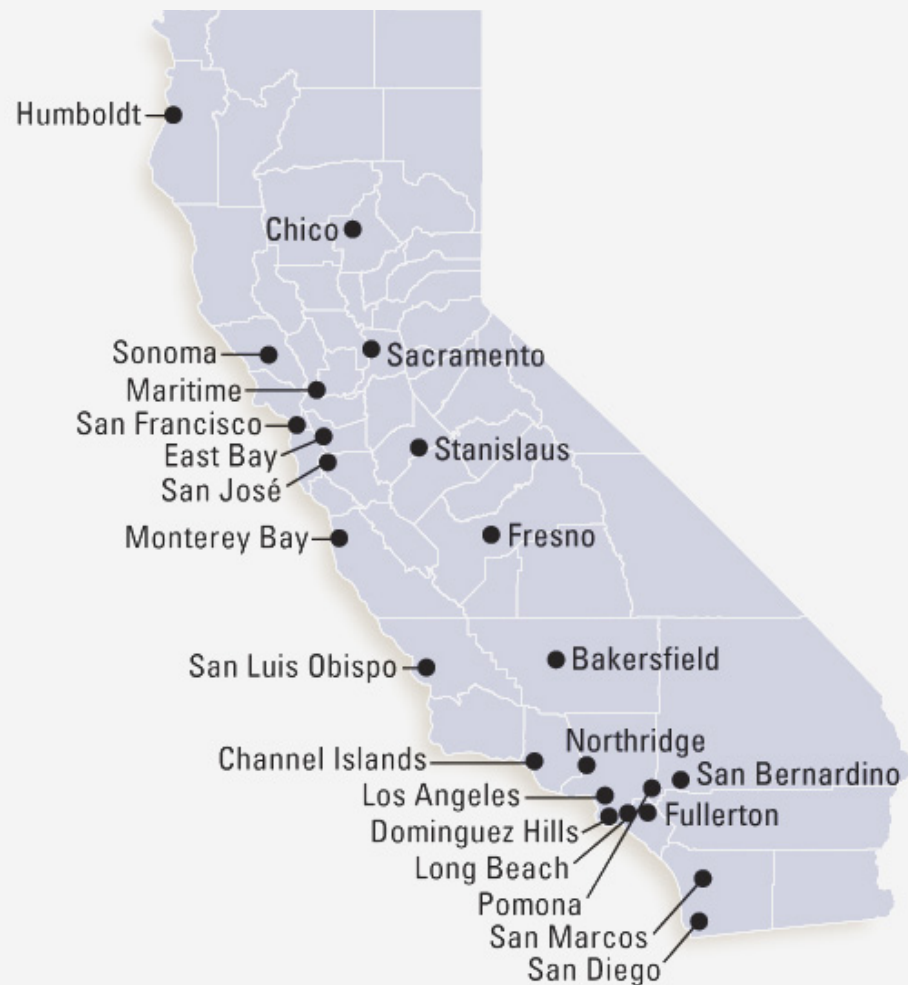 Humboldt
Chico
Sonoma
Sacramento
Maritime
San Francisco
East Bay
Stanislaus
San José
Monterey Bay
Fresno
San Luis Obispo
Bakersfield
Northridge
Channel Islands
San Bernardino
Los Angeles
Fullerton
Dominguez Hills
Long Beach
Pomona
San Marcos
San Diego